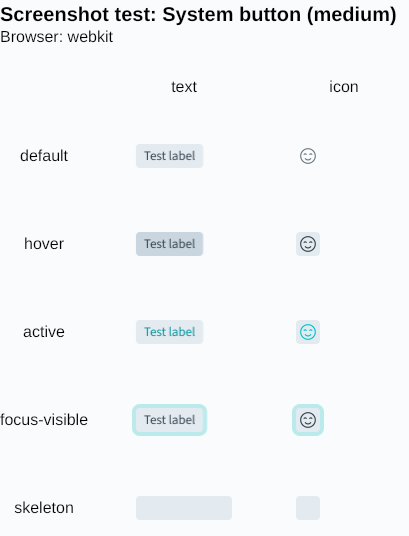 Screenshot test: System button (medium)
Browser: webkit
text icon
default Test label
hover Test label
active Test label
focus-visible Test label
skeleton